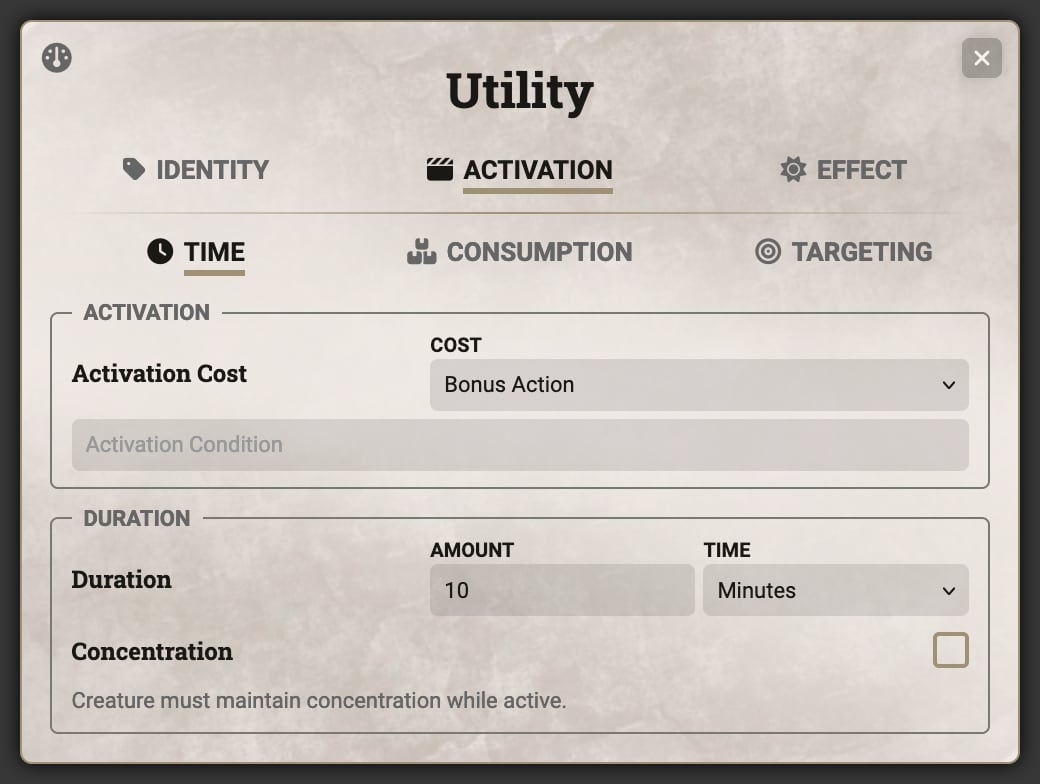 Utility
IDENTITY
ACTIVATION
EFFECT
TIME
CONSUMPTION
TARGETING
ACTIVATION
COST
Activation Cost
Bonus Action
Activation Condition
DURATION
AMOUNT
TIME
Duration
10
Minutes
Concentration
Creature must maintain concentration while active.